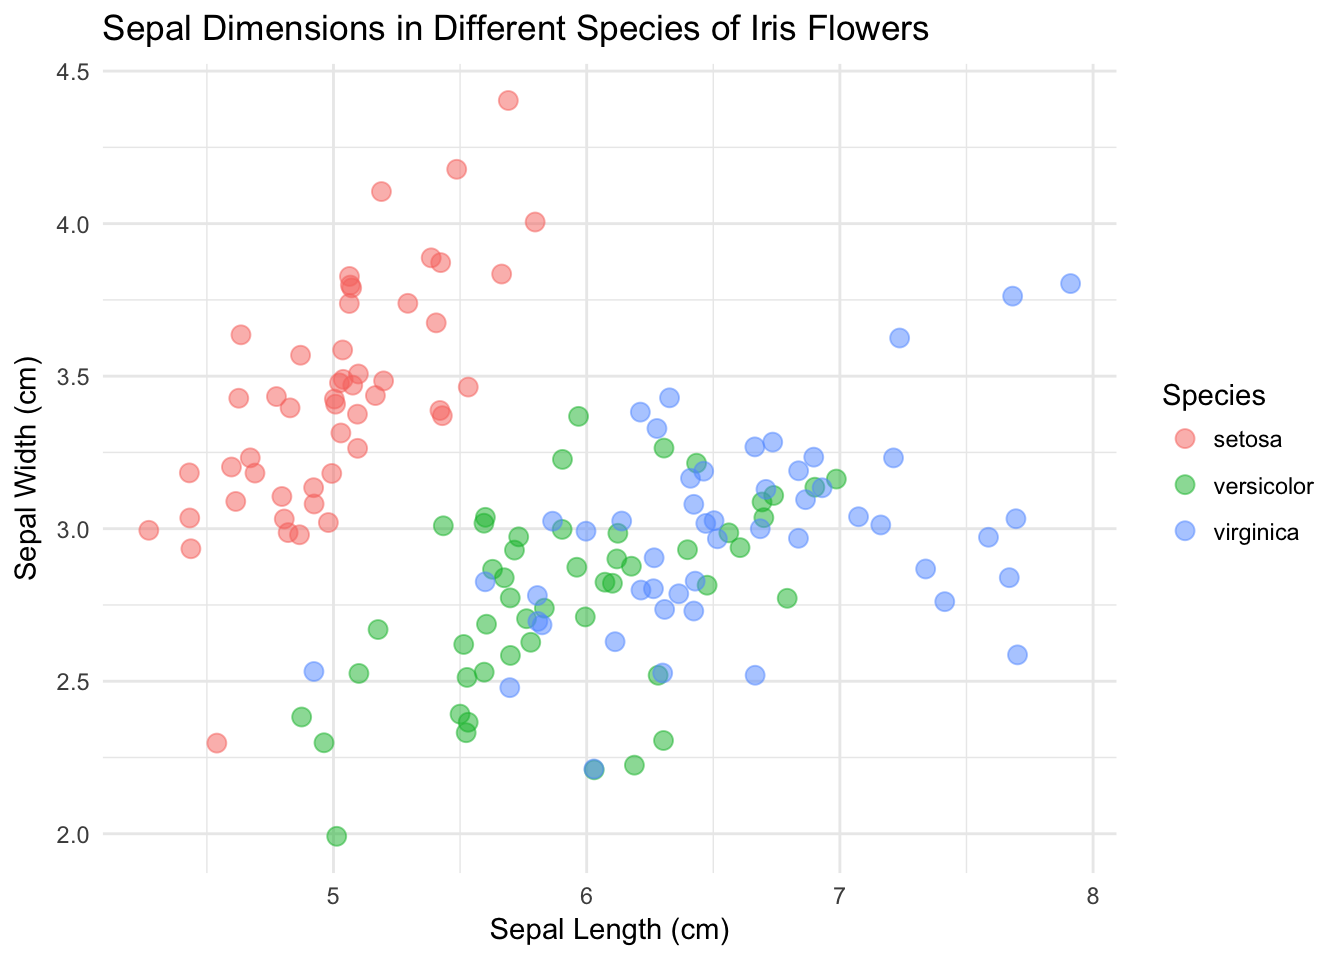 Sepal Dimensions in Different Species of Iris Flowers
4.5
4.0
3.5
3.0
2.5
2.0
Sepal Width (cm)
5 6 7 8
Sepal Length (cm)
Species
setosa
versicolor
virginica